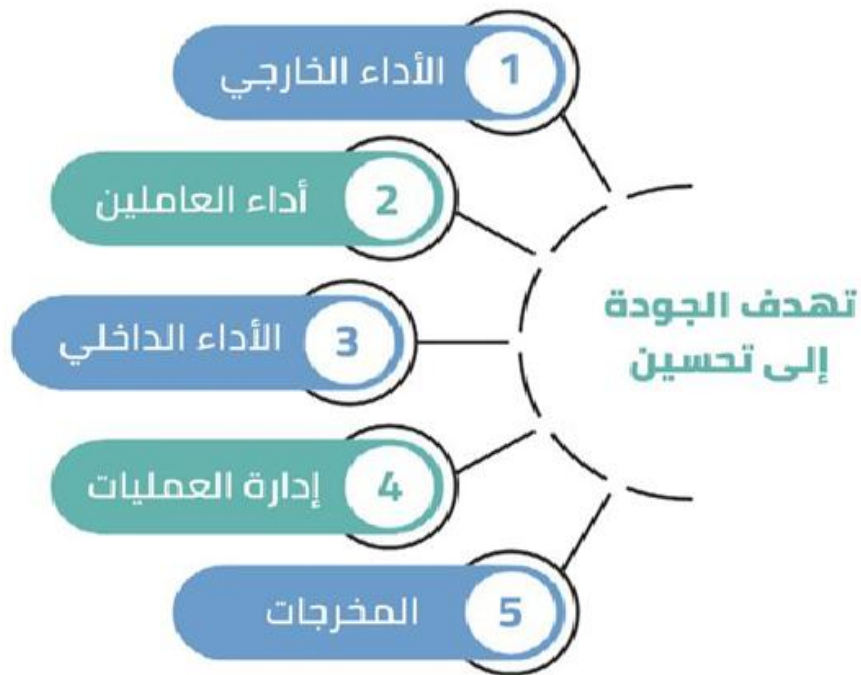 تهدف الجودة
إلى تحسين
1 الأداء الخارجي
2 أداء العاملين
3 الأداء الداخلي
4 إدارة العمليات
5 المخرجات